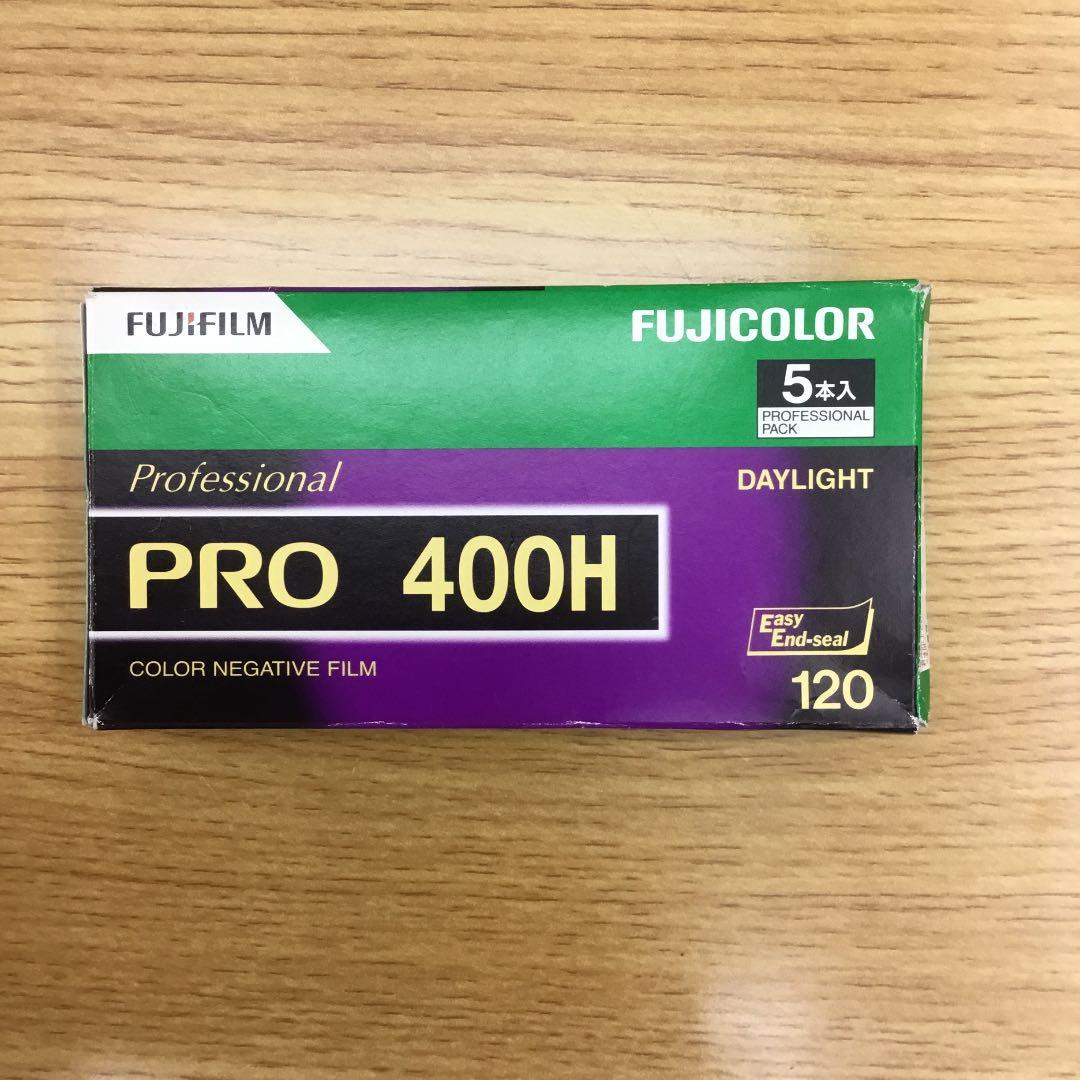 FUJIFILM
FUJICOLOR
5本入
PROFESSIONAL
PACK
Professional
DAYLIGHT
PRO 400H
Easy
End-seal
COLOR NEGATIVE FILM
120